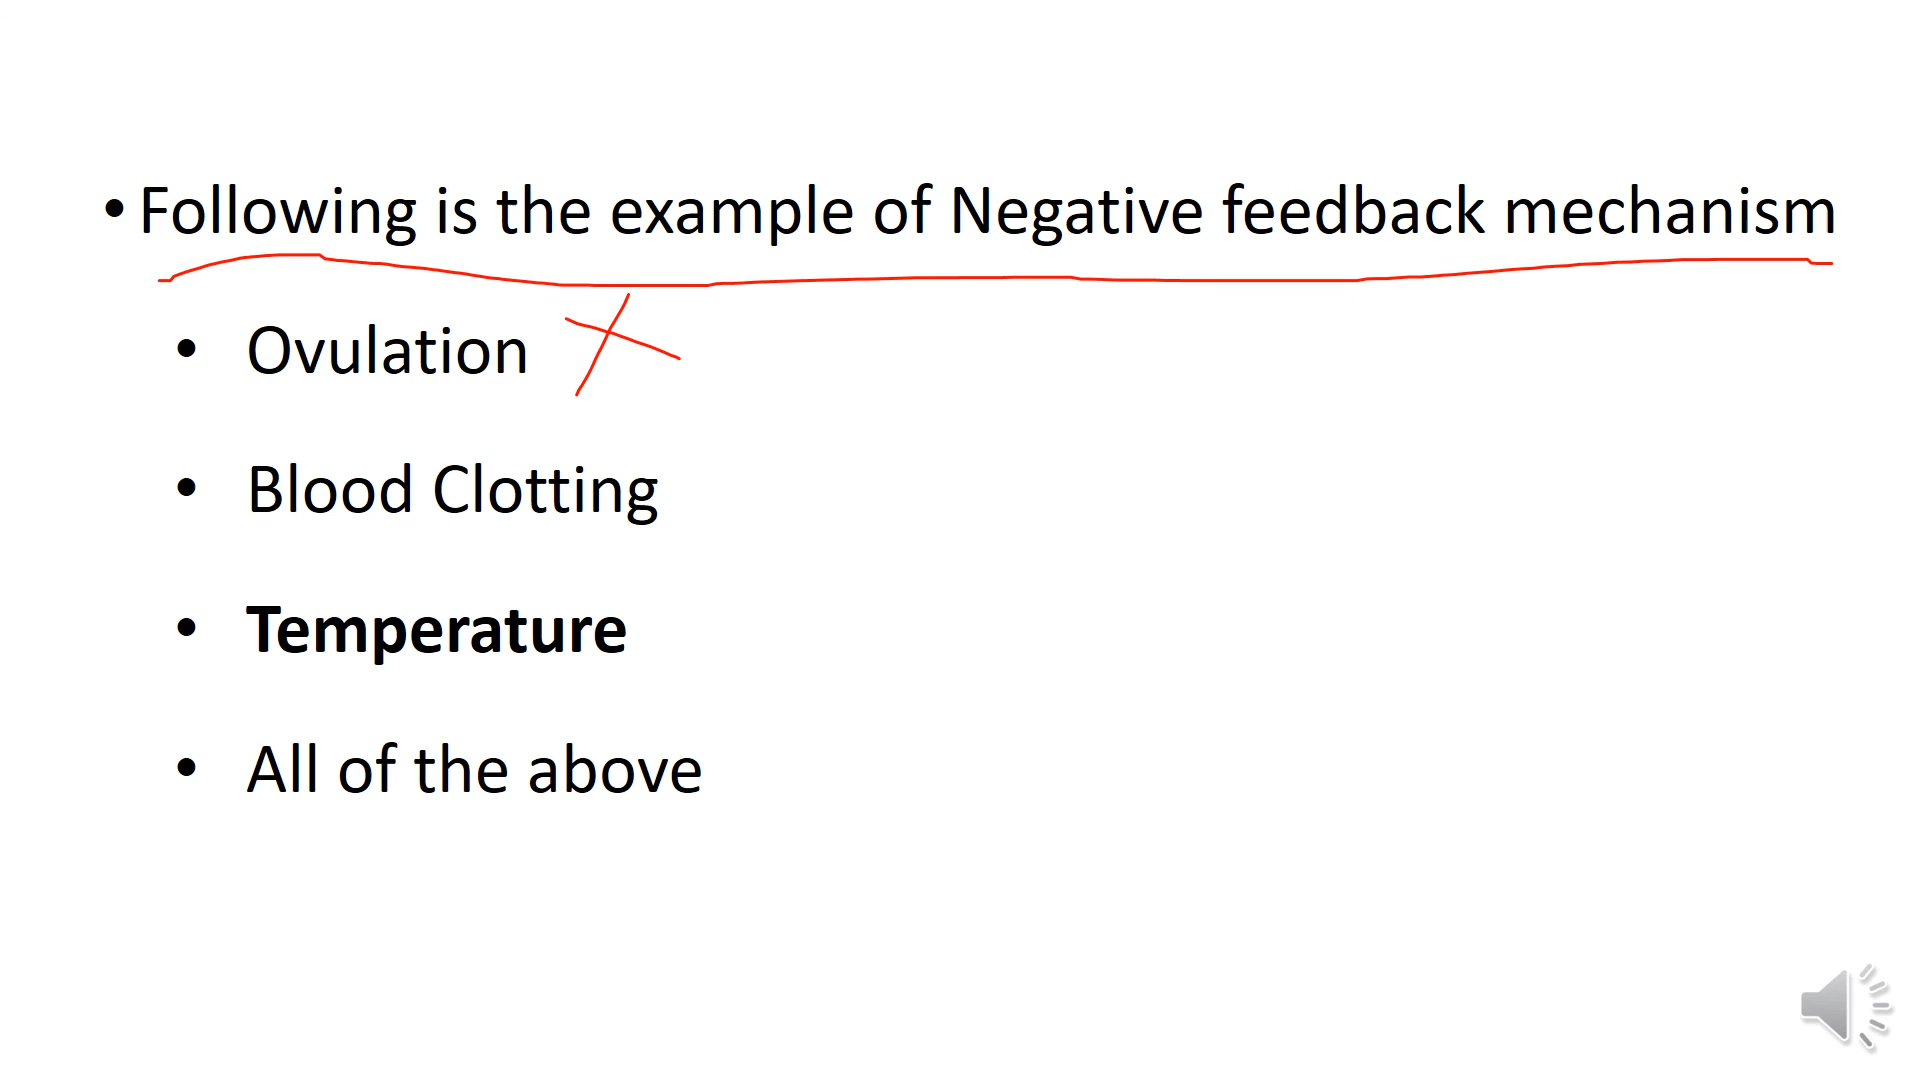 • Following is the example of Negative feedback mechanism
• Ovulation
• Blood Clotting
• Temperature
• All of the above